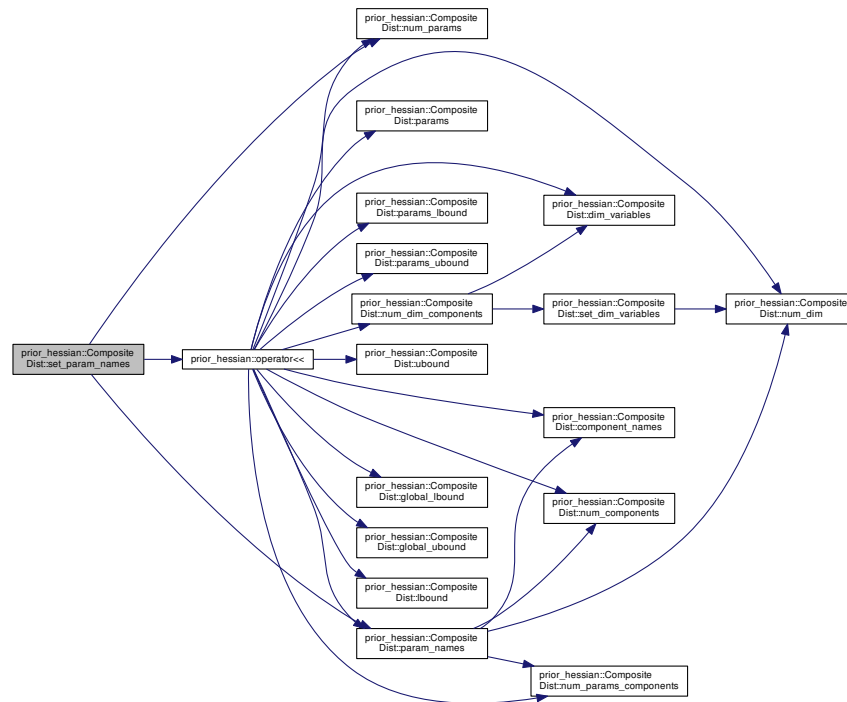 prior_hessian::Composite
Dist::num_params
prior_hessian::Composite
Dist::params
prior_hessian::Composite
Dist::params_lbound
prior_hessian::Composite
Dist::dim_variables
prior_hessian::Composite
Dist::params_ubound
prior_hessian::Composite
Dist::num_dim_components
prior_hessian::Composite
Dist::set_dim_variables
prior_hessian::Composite
Dist::num_dim
prior_hessian::Composite
Dist::set_param_names
prior_hessian::operator<<
prior_hessian::Composite
Dist::ubound
prior_hessian::Composite
Dist::component_names
prior_hessian::Composite
Dist::global_lbound
prior_hessian::Composite
Dist::num_components
prior_hessian::Composite
Dist::global_ubound
prior_hessian::Composite
Dist::lbound
prior_hessian::Composite
Dist::param_names
prior_hessian::Composite
Dist::num_params_components